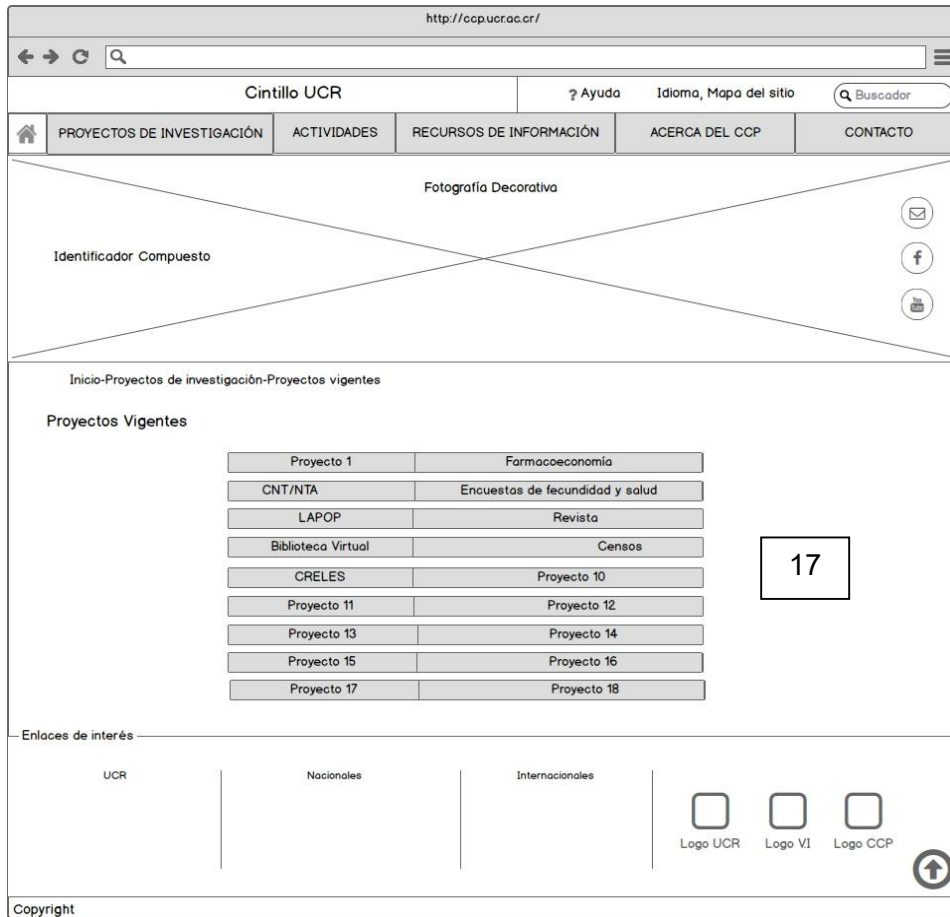 http://ccp.ucr.ac.cr/
Cintillo UCR
? Ayuda
Idioma, Mapa del sitio
Buscador
PROYECTOS DE INVESTIGACIÓN
ACTIVIDADES
RECURSOS DE INFORMACIÓN
ACERCA DEL CCP
CONTACTO
Fotografía Decorativa
Identificador Compuesto
f
You Tube
Inicio-Proyectos de investigación-Proyectos vigentes
Proyectos Vigentes
Proyecto 1 Farmacoeconomía
CNT/NTA Encuestas de fecundidad y salud
LAPOP Revista
Biblioteca Virtual Censos
CRELES Proyecto 10
Proyecto 11 Proyecto 12
Proyecto 13 Proyecto 14
Proyecto 15 Proyecto 16
Proyecto 17 Proyecto 18
17
Enlaces de interés
UCR
Nacionales
Internacionales
Logo UCR
Logo VI
Logo CCP
Copyright